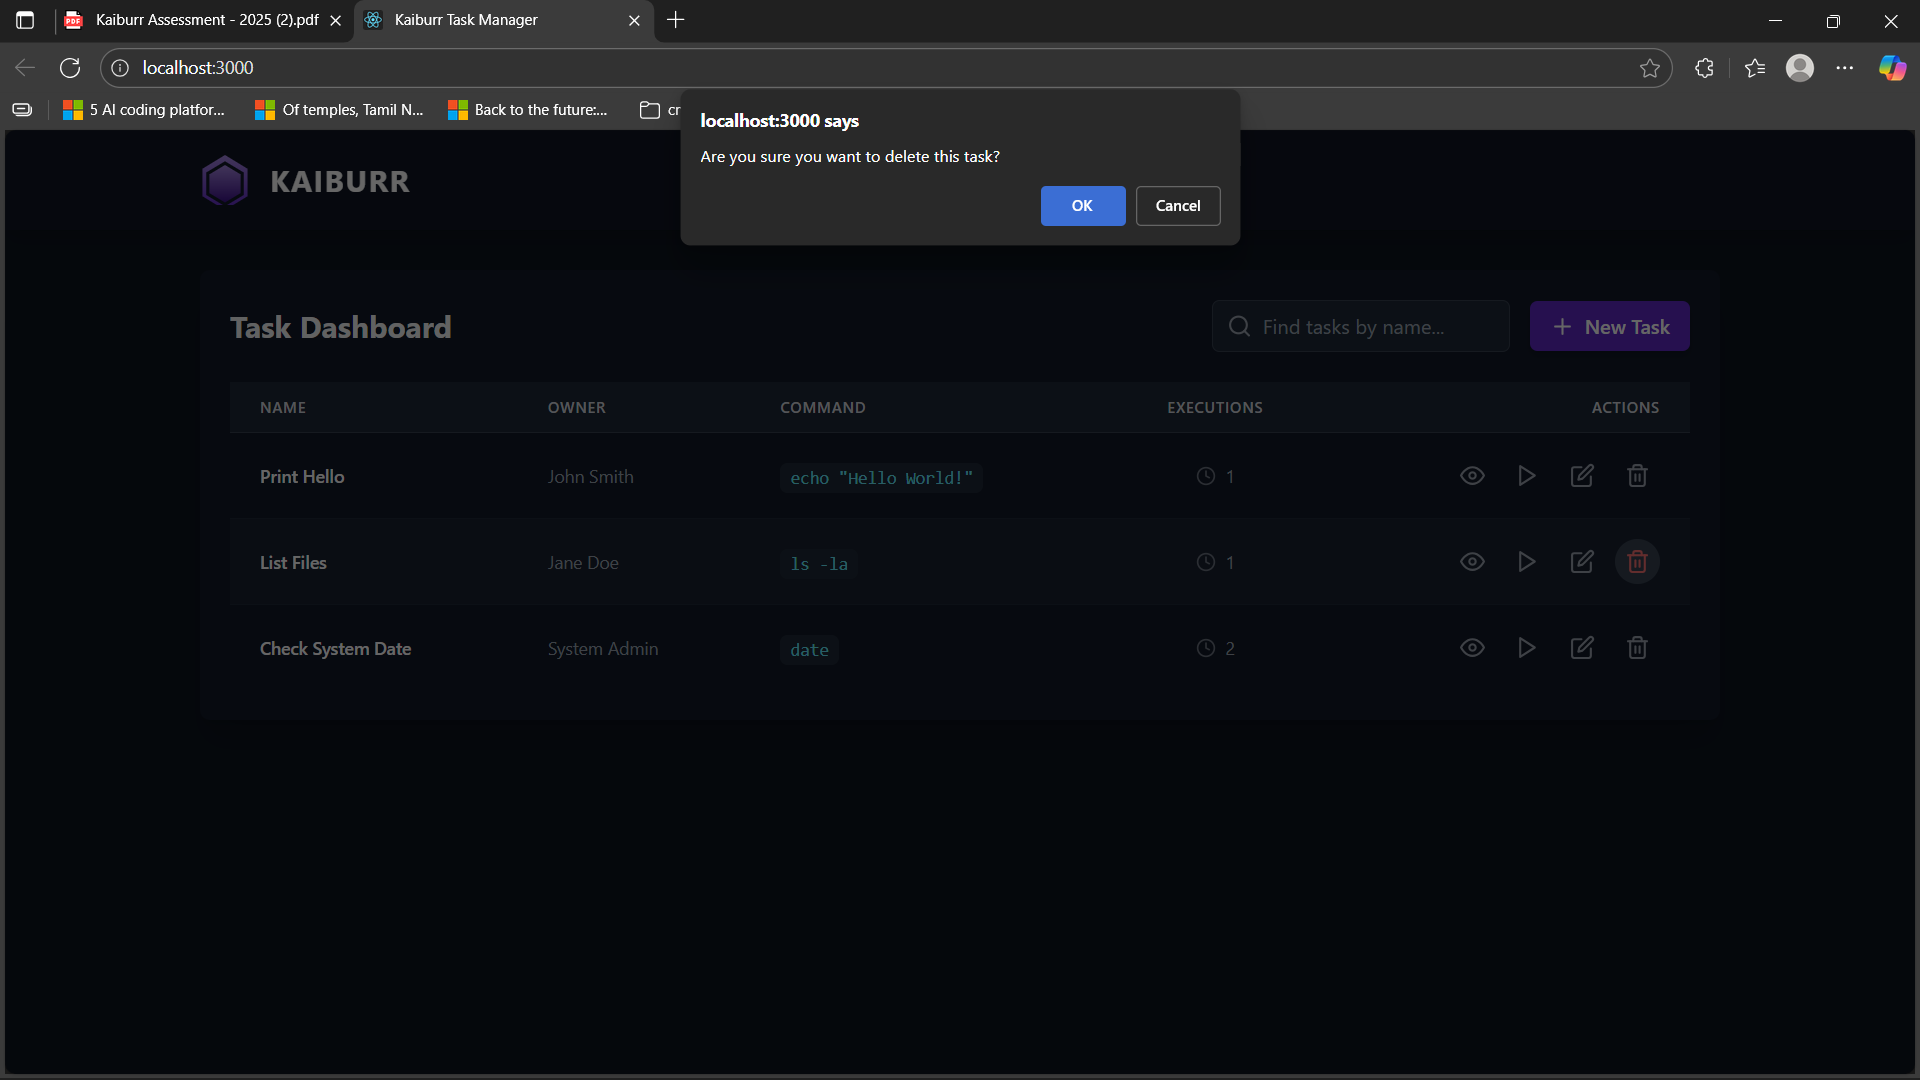 Kaiburr Assessment - 2025 (2).pdf
Kaiburr Task Manager
localhost:3000
5 AI coding platfor...
Of temples, Tamil N...
Back to the future:...
cr
localhost:3000 says
Are you sure you want to delete this task?
OK
Cancel
KAIBURR
Task Dashboard
Find tasks by name...
New Task
NAME OWNER COMMAND EXECUTIONS ACTIONS
Print Hello John Smith echo "Hello World!" 1
List Files Jane Doe ls -la 1
Check System Date System Admin date 2